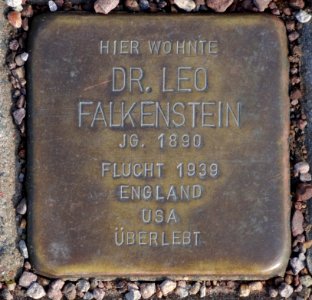 HIER WOHNTE
DR. LEO
FALKENSTEIN
JG. 1890
FLUCHT 1939
ENGLAND
USA
ÜBERLEBT